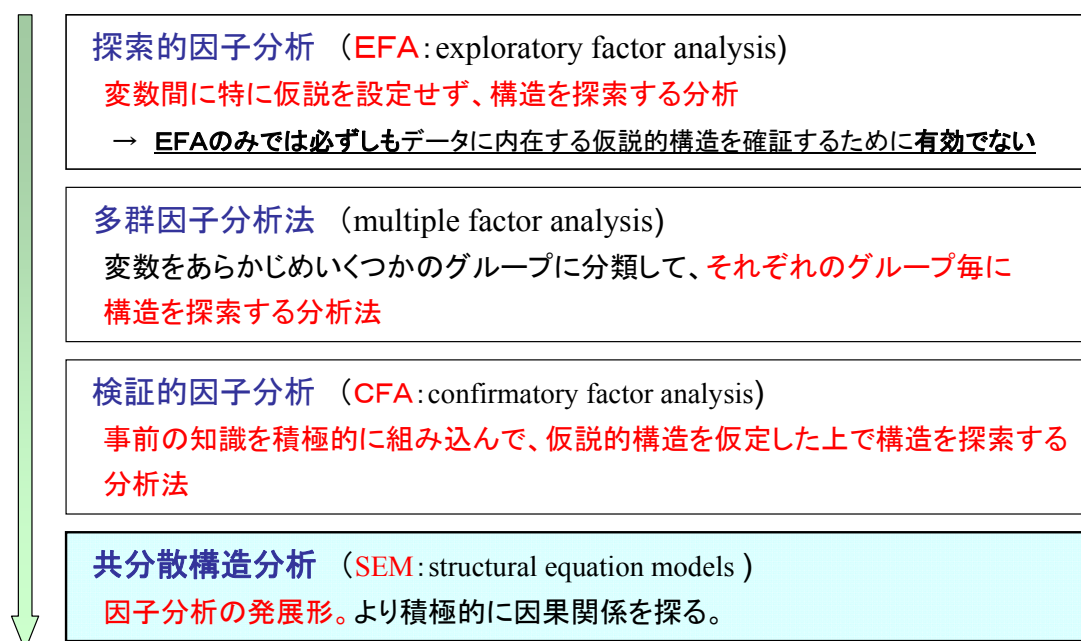 探索的因子分析 （EFA：exploratory factor analysis)
変数間に特に仮説を設定せず、構造を探索する分析
→ EFAのみでは必ずしもデータに内在する仮説的構造を確証するために有効でない
多群因子分析法 （multiple factor analysis)
変数をあらかじめいくつかのグループに分類して、それぞれのグループ毎に
構造を探索する分析法
検証的因子分析 （CFA：confirmatory factor analysis)
事前の知識を積極的に組み込んで、仮説的構造を仮定した上で構造を探索する
分析法
共分散構造分析 （SEM：structural equation models )
因子分析の発展形。より積極的に因果関係を探る。